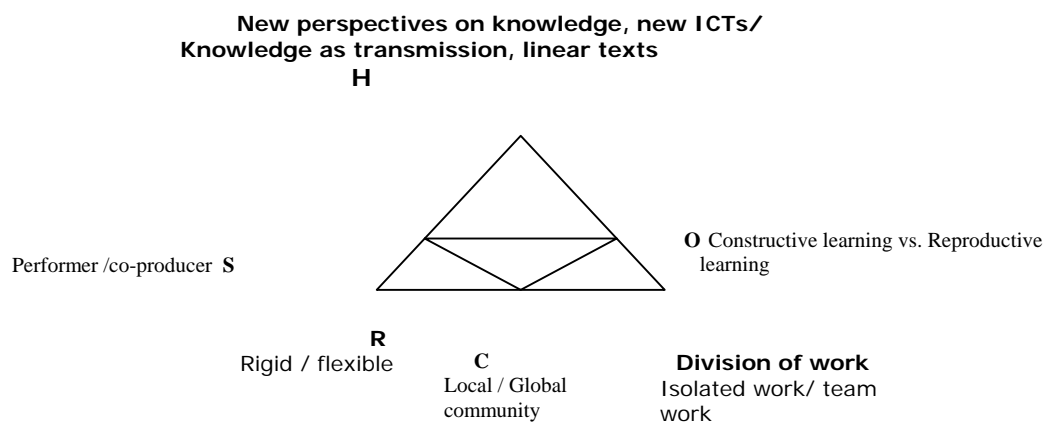 New perspectives on knowledge, new ICTs/
Knowledge as transmission, linear texts
H
O Constructive learning vs. Reproductive
learning
Performer /co-producer S
R
Rigid / flexible
C
Local / Global
community
Division of work
Isolated work/ team
work